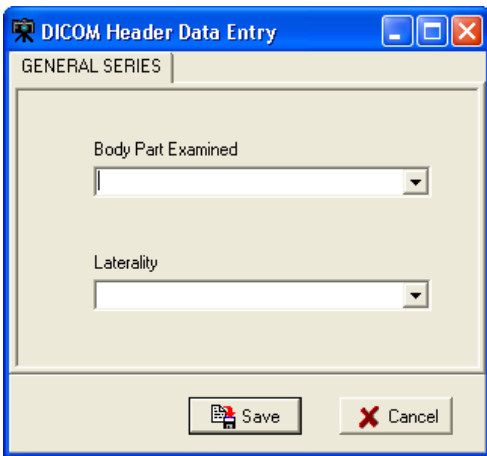 DICOM Header Data Entry
GENERAL SERIES
Body Part Examined
Laterality
Save Cancel